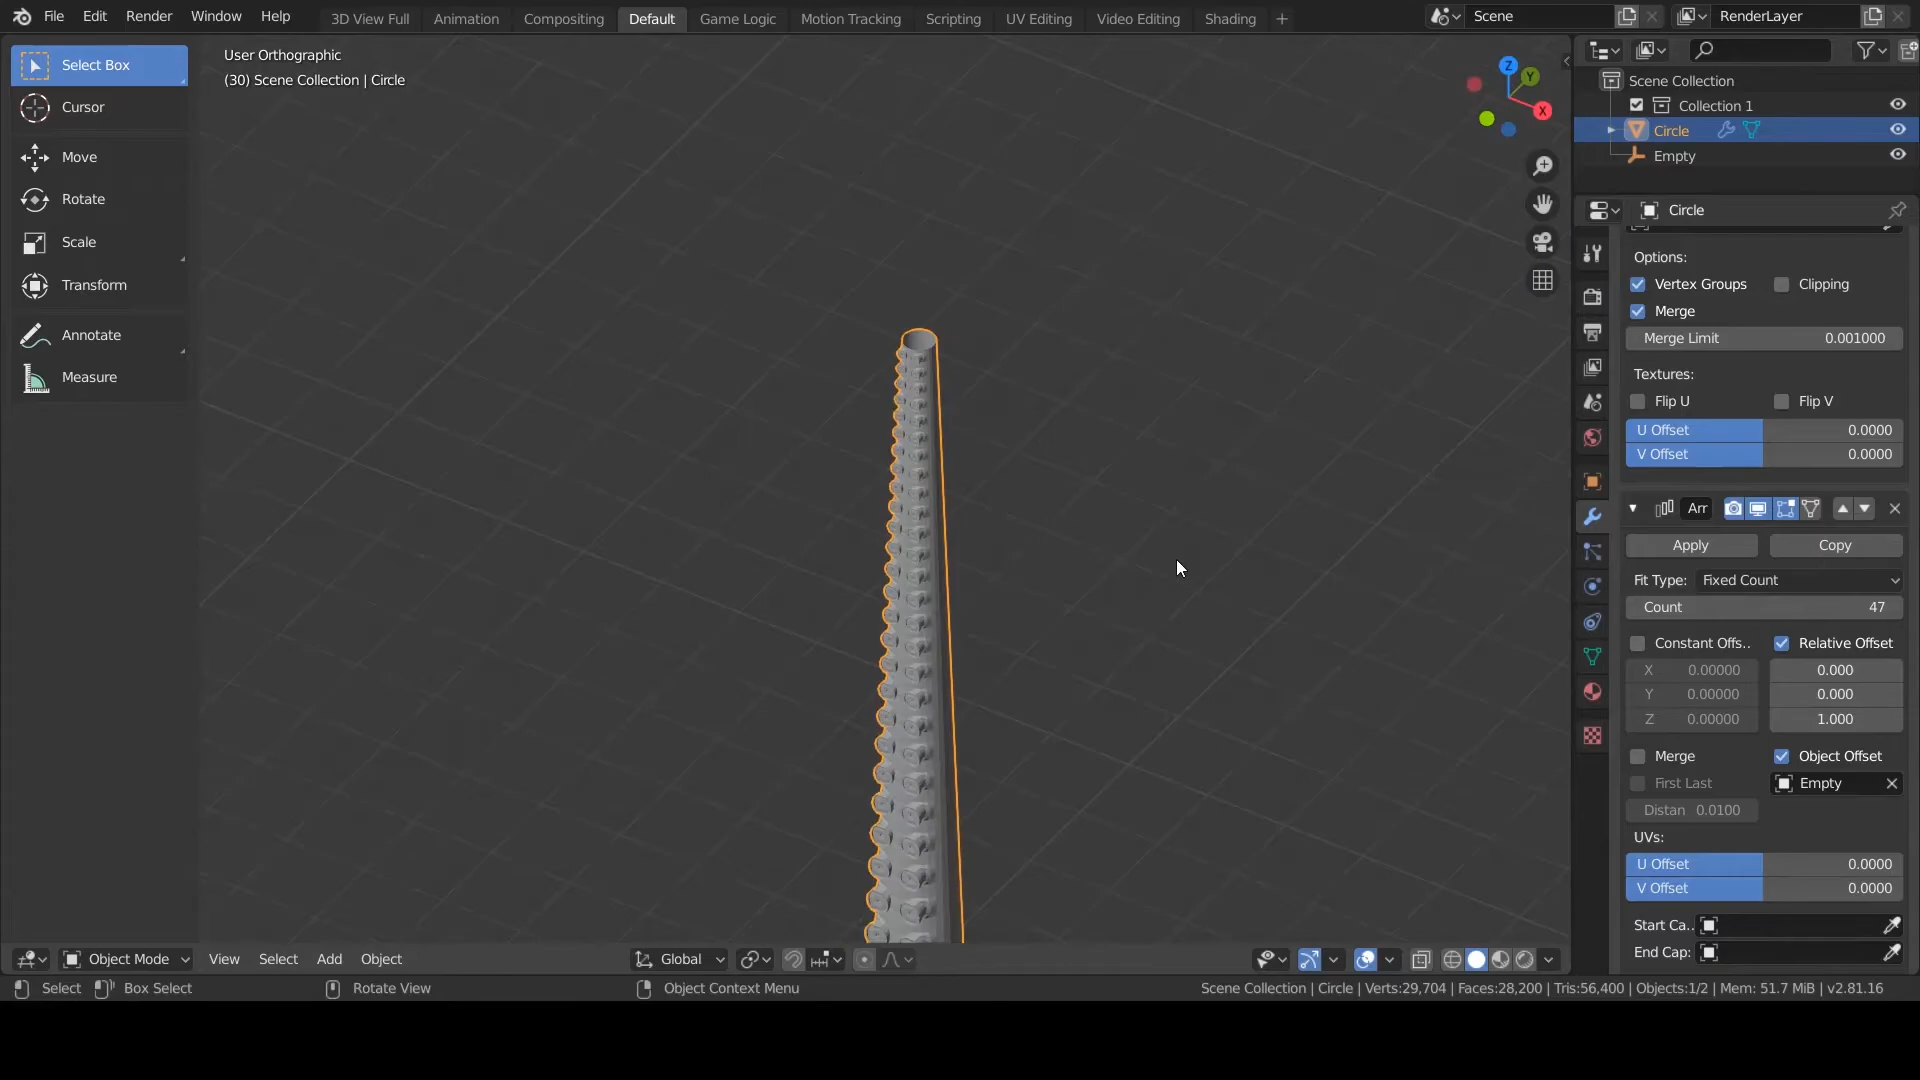 File Edit Render Window Help 3D View Full Animation Compositing Default Game Logic Motion Tracking Scripting UV Editing Video Editing Shading + Scene RenderLayer
Select Box
Cursor
Move
Rotate
Scale
Transform
Annotate
Measure
User Orthographic
(30) Scene Collection | Circle
Z
Y
X
Scene Collection
Collection 1
Circle
Empty
Circle
Options:
Vertex Groups Clipping
Merge
Merge Limit 0.001000
Textures:
Flip U Flip V
U Offset 0.0000
V Offset 0.0000
Arr
Apply Copy
Fit Type: Fixed Count
Count 47
Constant Offs.. Relative Offset
X 0.00000 0.000
Y 0.00000 0.000
Z 0.00000 1.000
Merge Object Offset
First Last Empty
Distan 0.0100
UVs:
U Offset 0.0000
V Offset 0.0000
Start Ca..
End Cap:
Object Mode View Select Add Object Global
Select Box Select Rotate View Object Context Menu Scene Collection | Circle | Verts:29,704 | Faces:28,200 | Tris:56,400 | Objects:1/2 | Mem: 51.7 MiB | v2.81.16